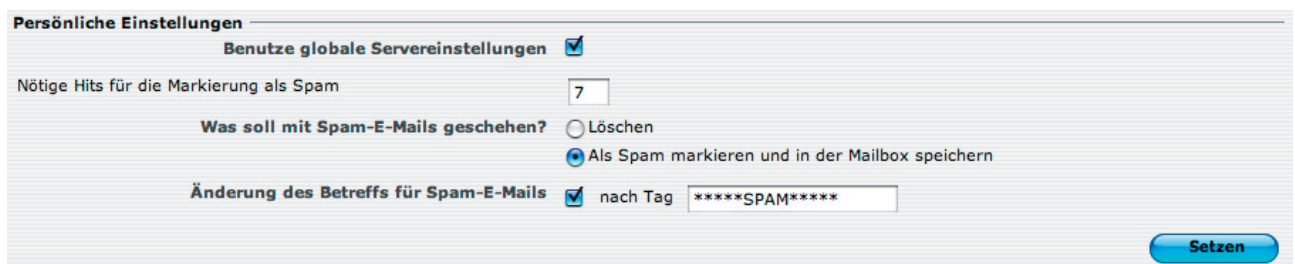 Persönliche Einstellungen
Benutze globale Servereinstellungen
Nötige Hits für die Markierung als Spam 7
Was soll mit Spam-E-Mails geschehen? Löschen
Als Spam markieren und in der Mailbox speichern
Änderung des Betreffs für Spam-E-Mails nach Tag *****SPAM*****
Setzen